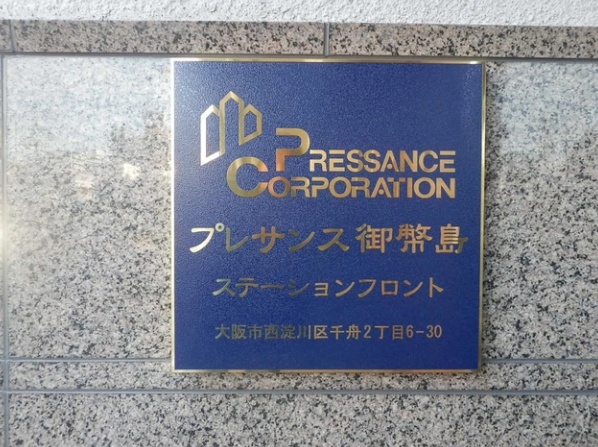 PRESSANCE
CORPORATION
プレサンス御幣島
ステーションフロント
大阪市西淀川区千舟2丁目6-30